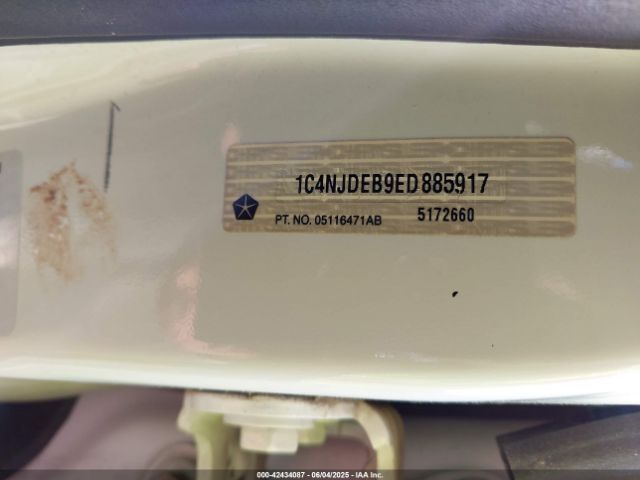 1C4NJDEB9ED885917
PT. NO. 05116471AB 5172660
000-42434087 - 06/04/2025 - IAA Inc.